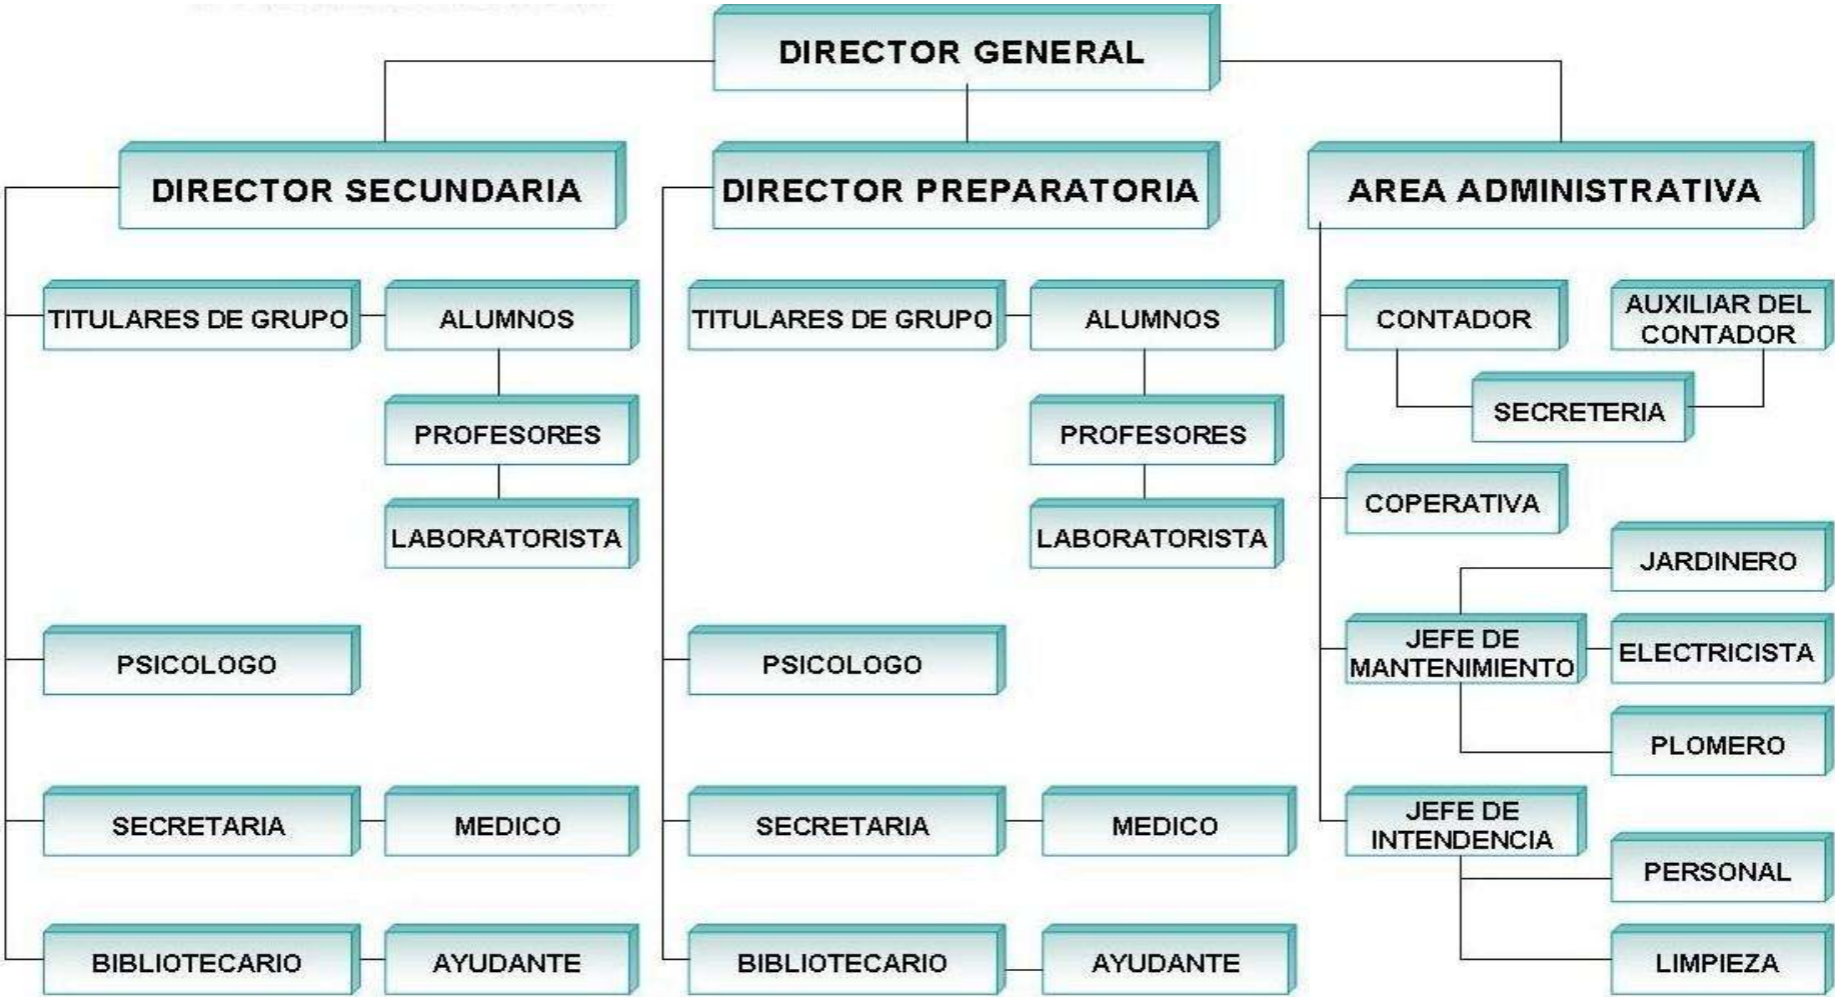 DIRECTOR GENERAL
DIRECTOR SECUNDARIA
DIRECTOR PREPARATORIA
AREA ADMINISTRATIVA
TITULARES DE GRUPO
ALUMNOS
PROFESORES
LABORATORISTA
PSICOLOGO
SECRETARIA
MEDICO
BIBLIOTECARIO
AYUDANTE
TITULARES DE GRUPO
ALUMNOS
PROFESORES
LABORATORISTA
PSICOLOGO
SECRETARIA
MEDICO
BIBLIOTECARIO
AYUDANTE
CONTADOR
AUXILIAR DEL
CONTADOR
SECRETERIA
COPERATIVA
JEFE DE
MANTENIMIENTO
JARDINERO
ELECTRICISTA
PLOMERO
JEFE DE
INTENDENCIA
PERSONAL
LIMPIEZA